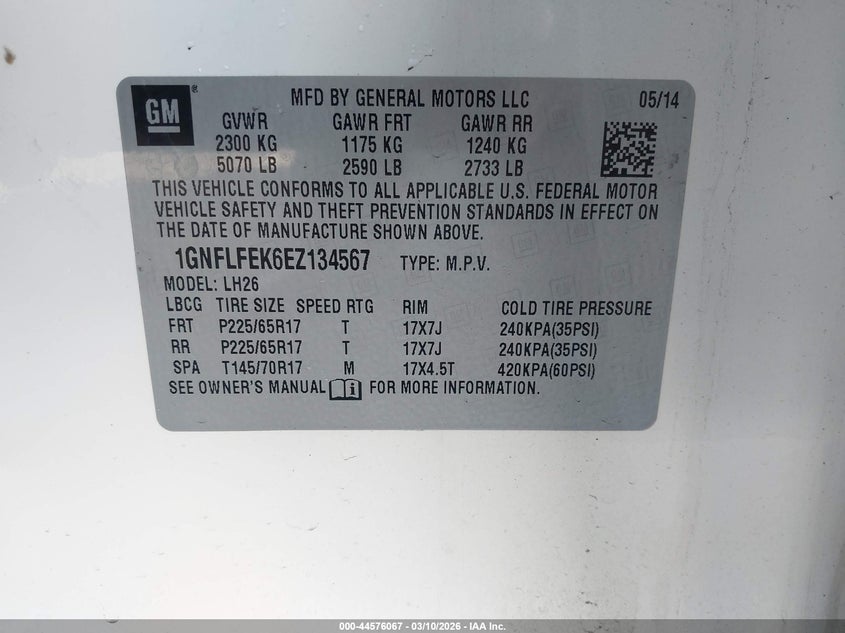 GM ®
MFD BY GENERAL MOTORS LLC 05/14
GVWR GAWR FRT GAWR RR
2300 KG 1175 KG 1240 KG
5070 LB 2590 LB 2733 LB
THIS VEHICLE CONFORMS TO ALL APPLICABLE U.S. FEDERAL MOTOR
VEHICLE SAFETY AND THEFT PREVENTION STANDARDS IN EFFECT ON
THE DATE OF MANUFACTURE SHOWN ABOVE.
1GNFLFEK6EZ134567 TYPE: M.P.V.
MODEL: LH26
LBCG TIRE SIZE SPEED RTG RIM COLD TIRE PRESSURE
FRT P225/65R17 T 17X7J 240KPA(35PSI)
RR P225/65R17 T 17X7J 240KPA(35PSI)
SPA T145/70R17 M 17X4.5T 420KPA(60PSI)
SEE OWNER'S MANUAL i FOR MORE INFORMATION.
000-44576067 - 03/10/2026 - IAA Inc.